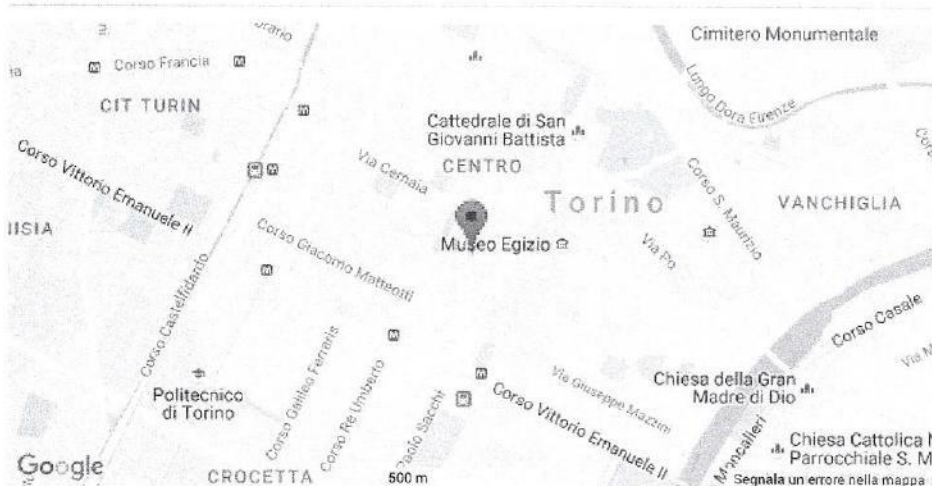 Cimitero Monumentale
Corso Francia
CIT TURIN
Lungo Dora Firenze
Cattedrale di San
Giovanni Battista
CENTRO
Via Cernaia
Corso Vittorio Emanuele II
Torino
Corso S. Maurizio
VANCHIGLIA
Museo Egizio
Via Po
Corso Giacomo Matteotti
Corso Castelfidardo
Corso Casale
Politecnico
di Torino
Corso Galileo Ferraris
Corso Re Umberto
Paolo Sacchi
Via Giuseppe Mazzini
Corso Vittorio Emanuele II
Chiesa della Gran
Madre di Dio
Moncalieri
Chiesa Cattolica
Parrocchiale S. M
Google
CROCETTA
500 m
Segnala un errore nella mappa